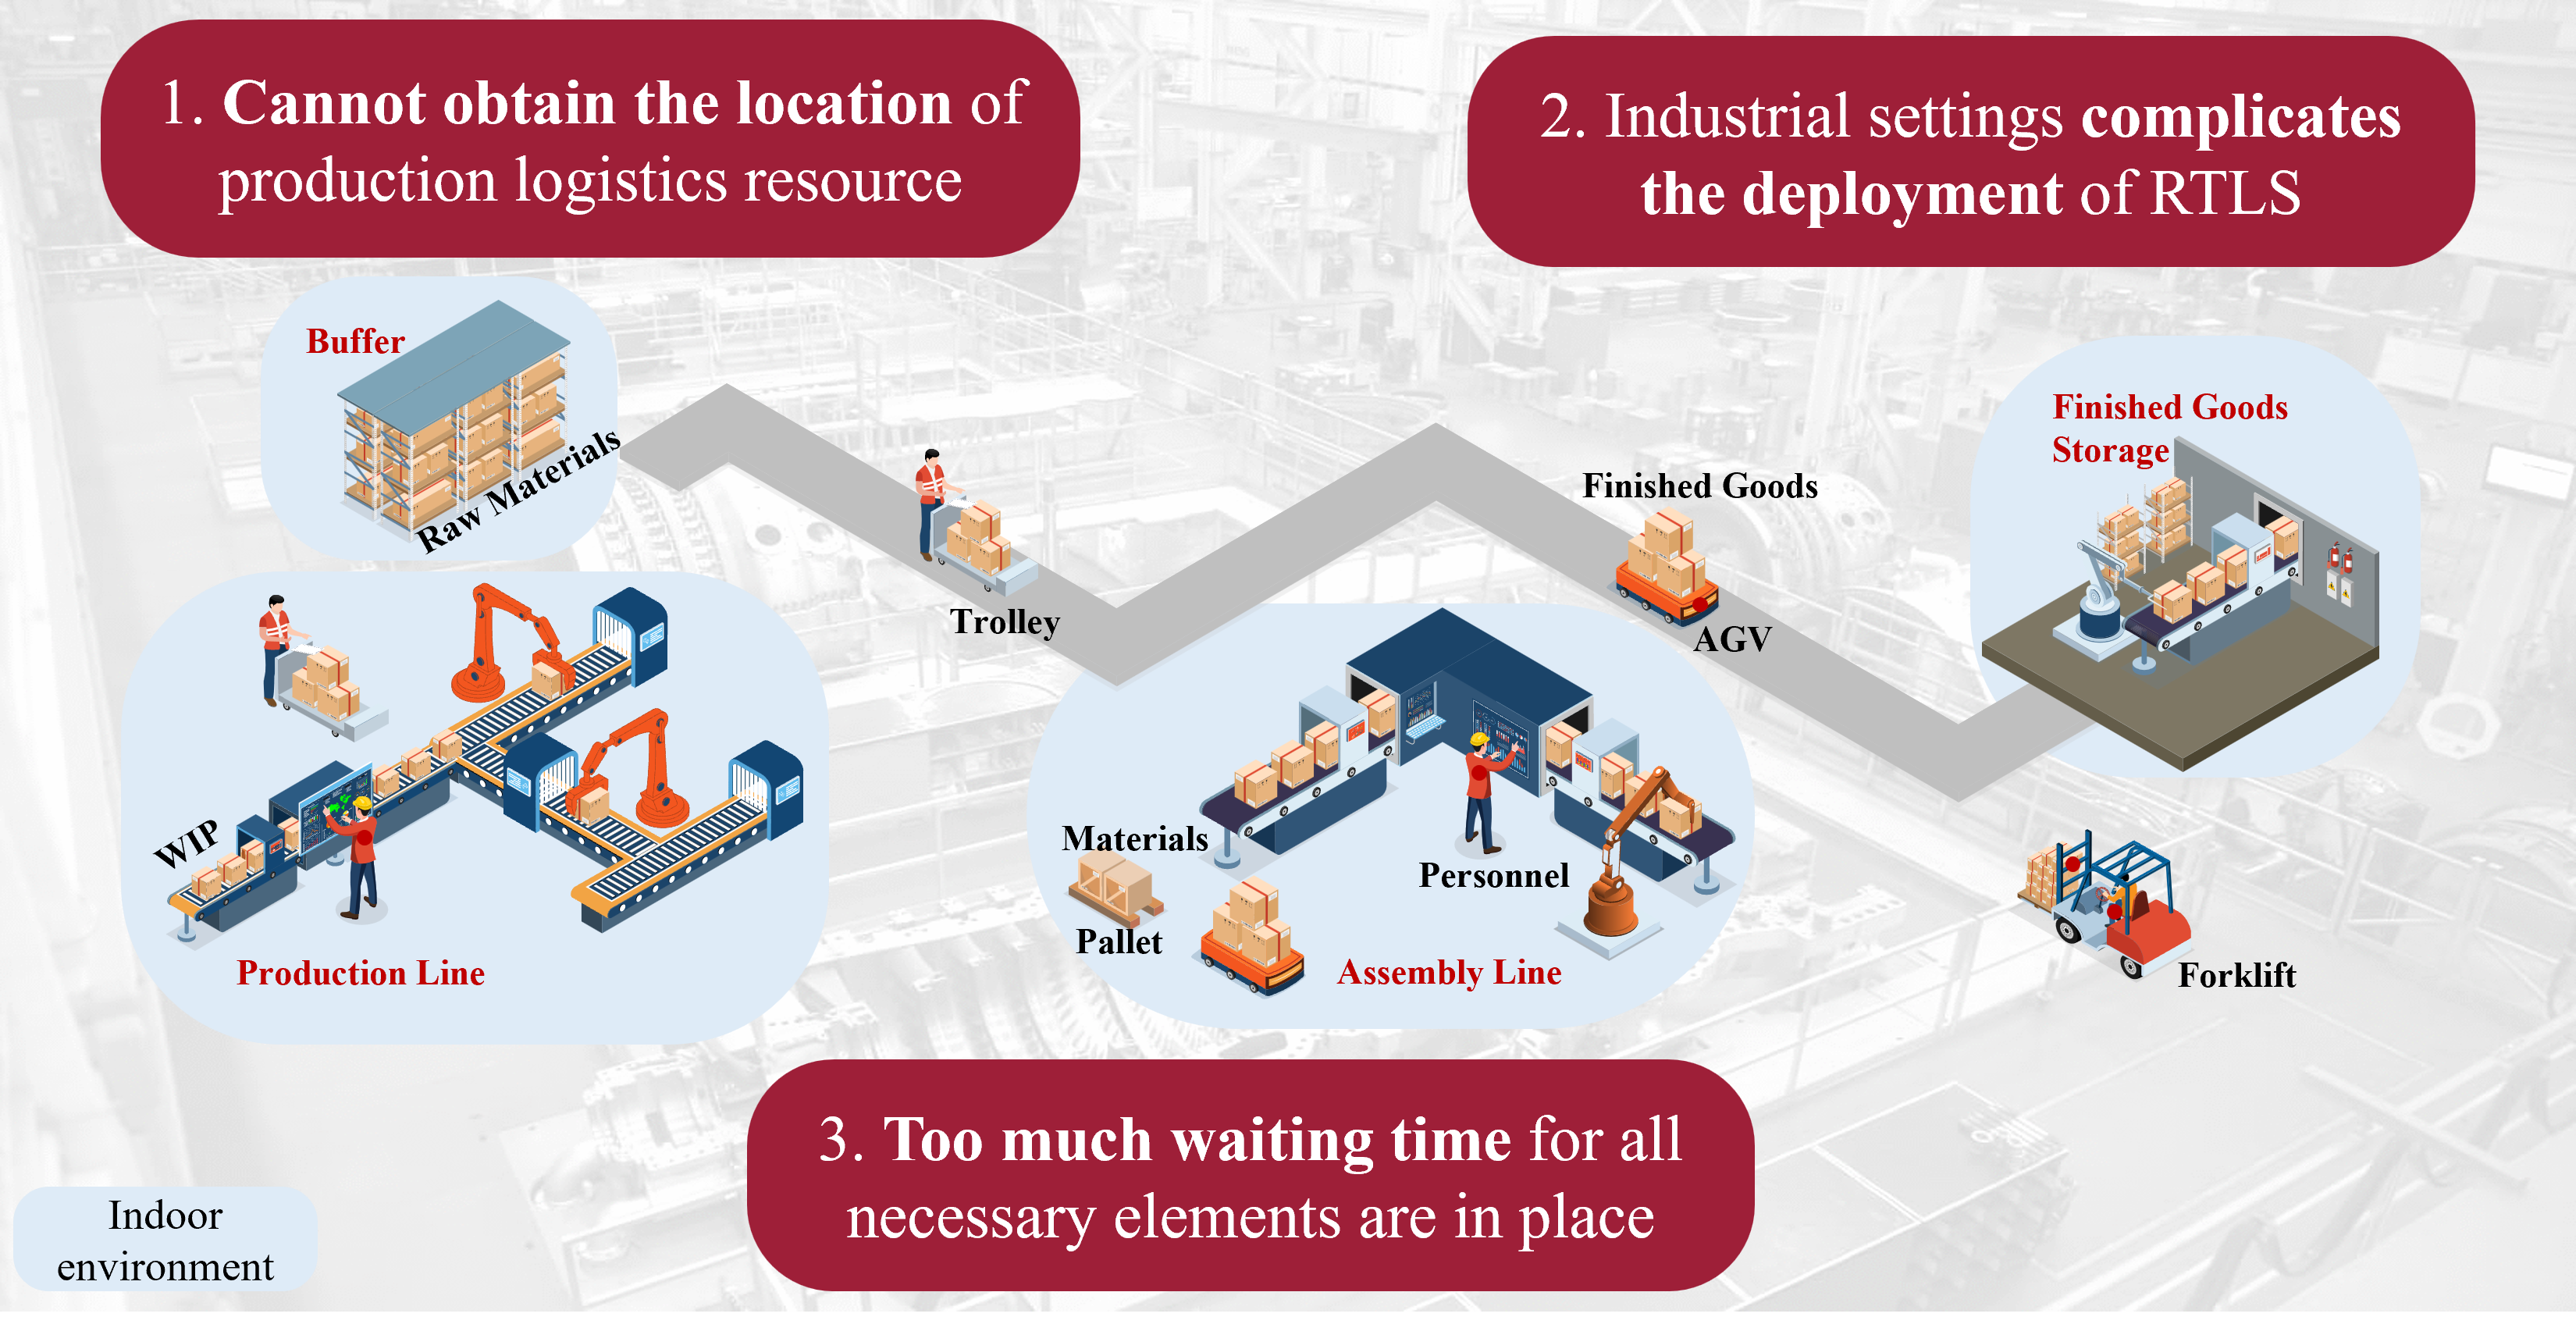 1. Cannot obtain the location of
production logistics resource
2. Industrial settings complicates
the deployment of RTLS
Buffer
Raw Materials
Finished Goods
Storage
Finished Goods
AGV
Trolley
WIP
Production Line
Materials
Pallet
Personnel
Assembly Line
Forklift
3. Too much waiting time for all
necessary elements are in place
Indoor
environment